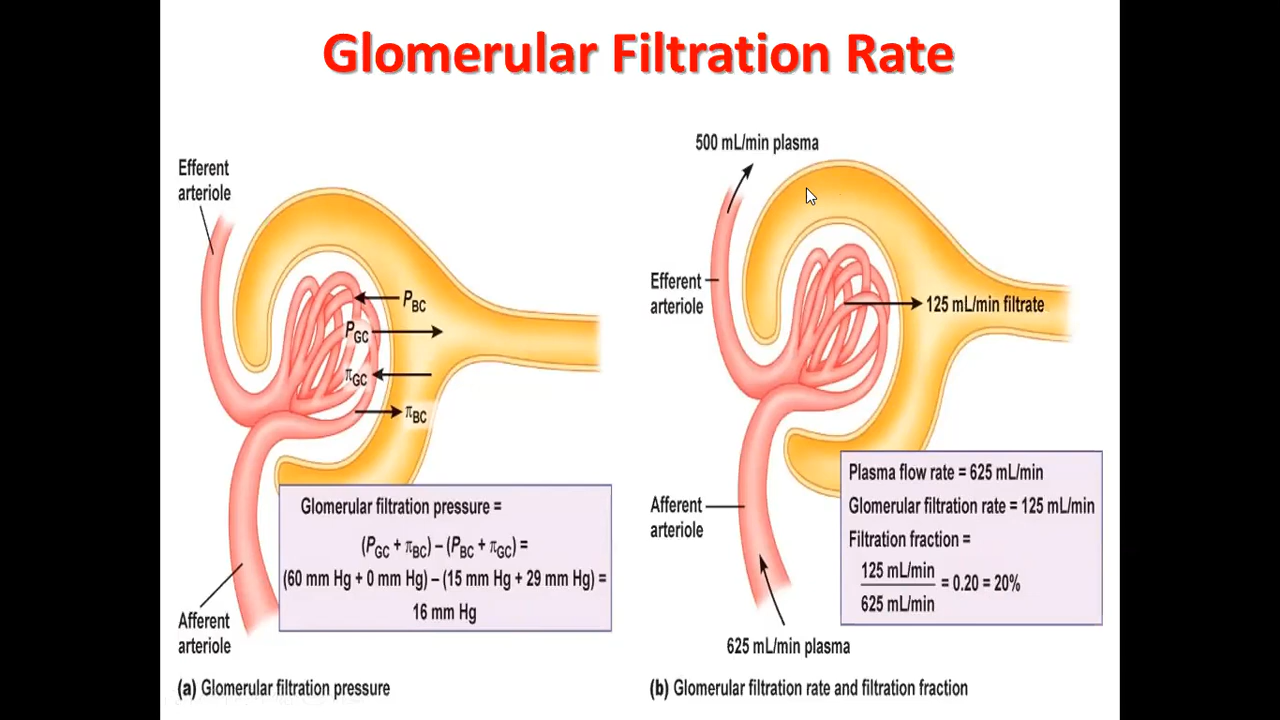 Glomerular Filtration Rate
Efferent
arteriole
P_BC
P_GC
π_GC
π_BC
Glomerular filtration pressure =
(P_GC + π_BC) – (P_BC + π_GC) =
(60 mm Hg + 0 mm Hg) – (15 mm Hg + 29 mm Hg) =
16 mm Hg
Afferent
arteriole
(a) Glomerular filtration pressure
500 mL/min plasma
Efferent
arteriole
125 mL/min filtrate
Afferent
arteriole
Plasma flow rate = 625 mL/min
Glomerular filtration rate = 125 mL/min
Filtration fraction =
125 mL/min
625 mL/min
= 0.20 = 20%
625 mL/min plasma
(b) Glomerular filtration rate and filtration fraction